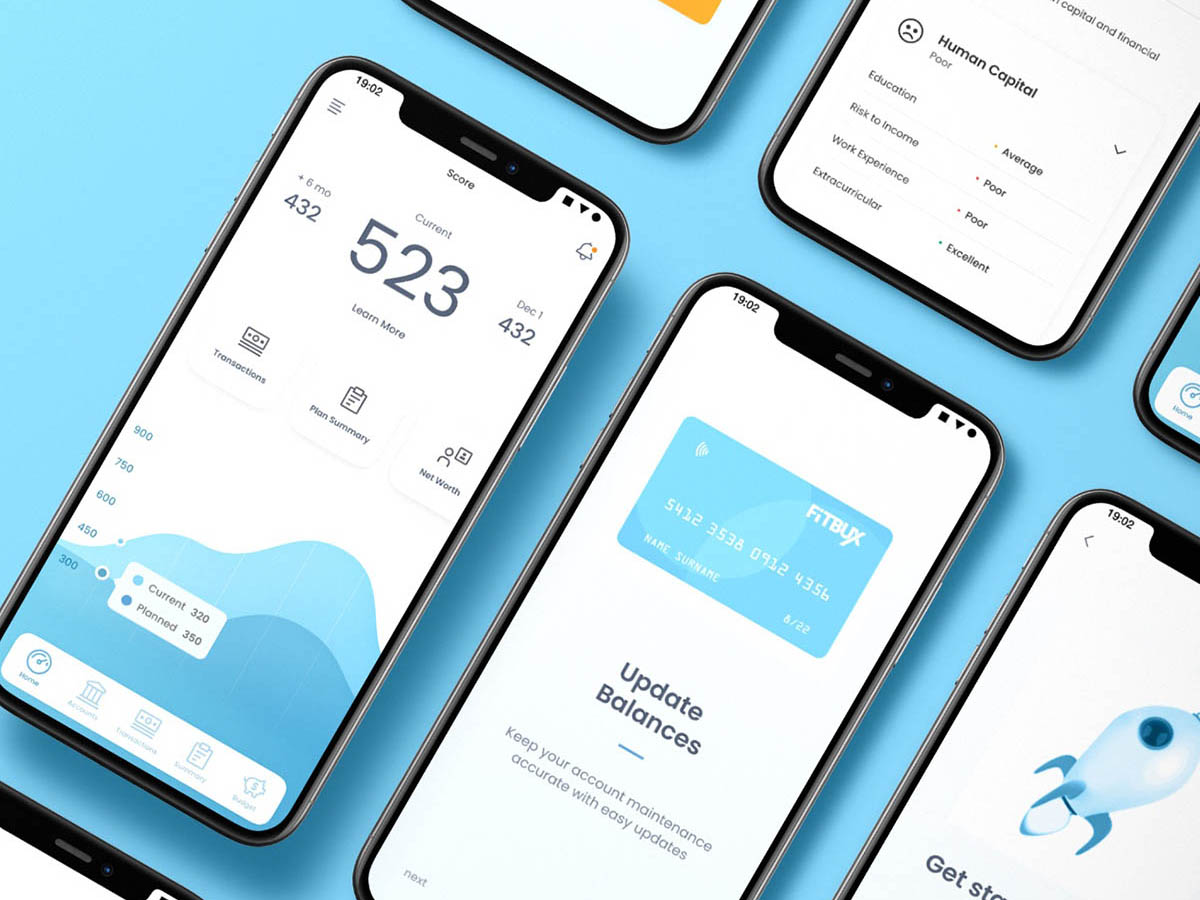 19:02
Score
+ 6 mo
432
Current
523
Learn More
Dec 1
432
Transactions
Plan Summary
Net Worth
900
750
600
450
300
Current 320
Planned 350
Home
Accounts
Transactions
Summary
Budget
capital and financial
Human Capital
Poor
Education
Average
Risk to Income
Poor
Work Experience
Poor
Extracurricular
Excellent
19:02
FITBUX
5412 3538 0912 4356
NAME SURNAME
8/22
Update
Balances
Keep your account maintenance
accurate with easy updates
next
Home
19:02
Get